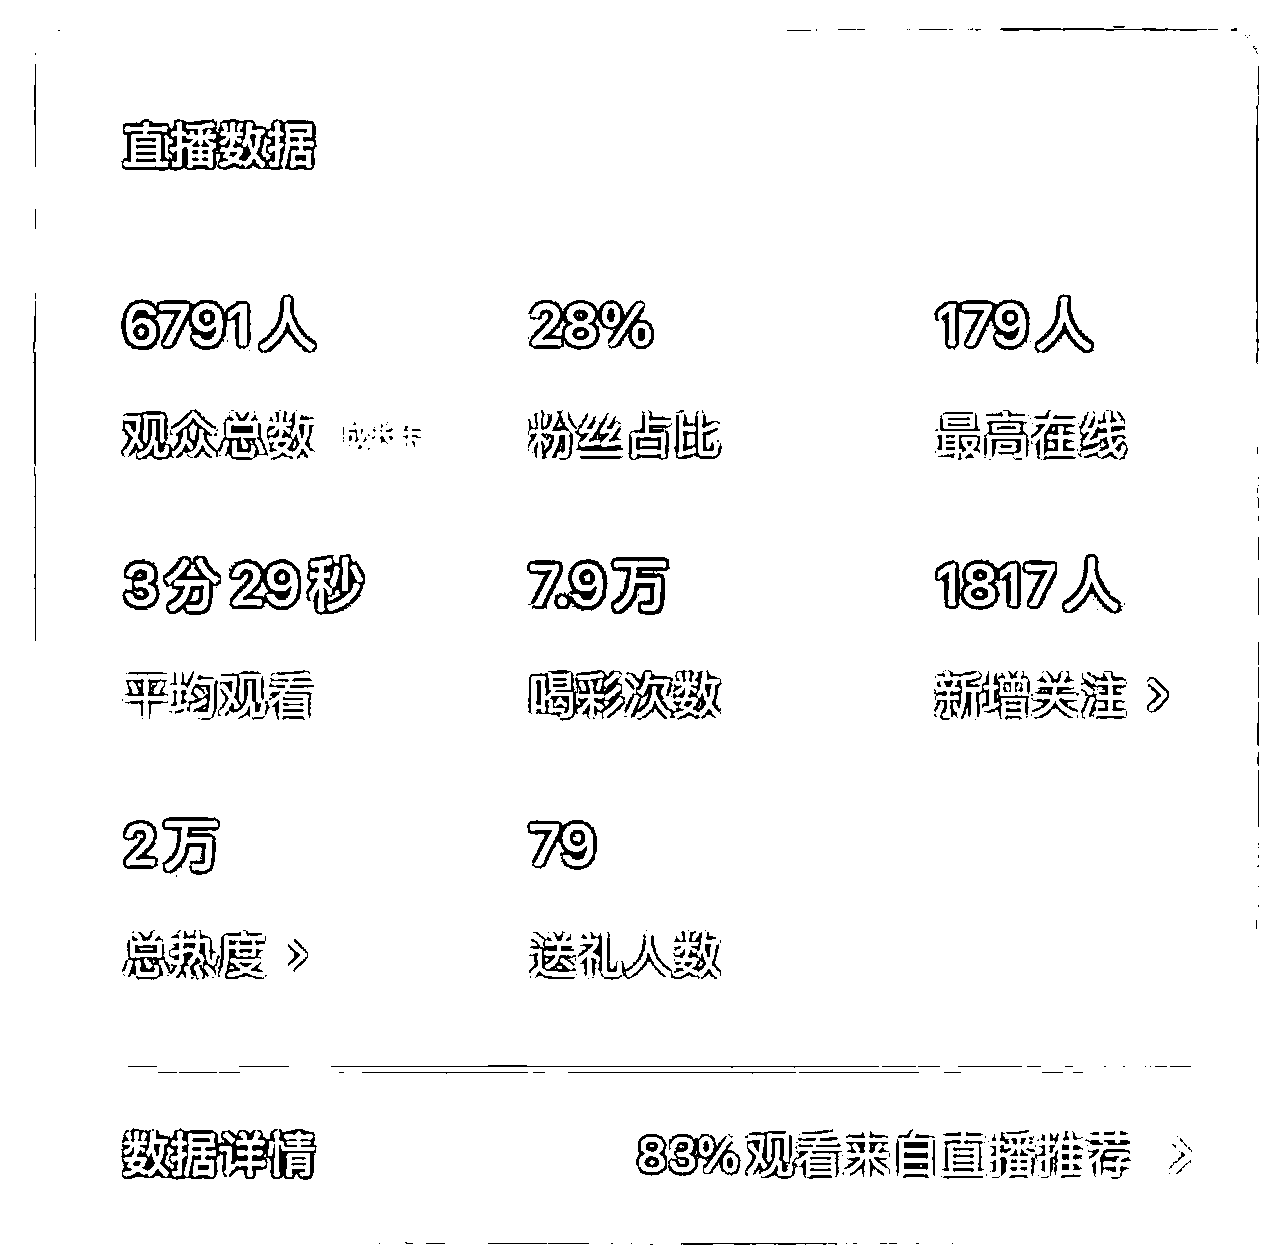 直播数据
6791人 28% 179人
观众总数 粉丝占比 最高在线
3分29秒 7.9万 1817人
平均观看 喝彩次数 新增关注 >
2万 79
总热度 > 送礼人数
数据详情 83%观看来自直播推荐 >